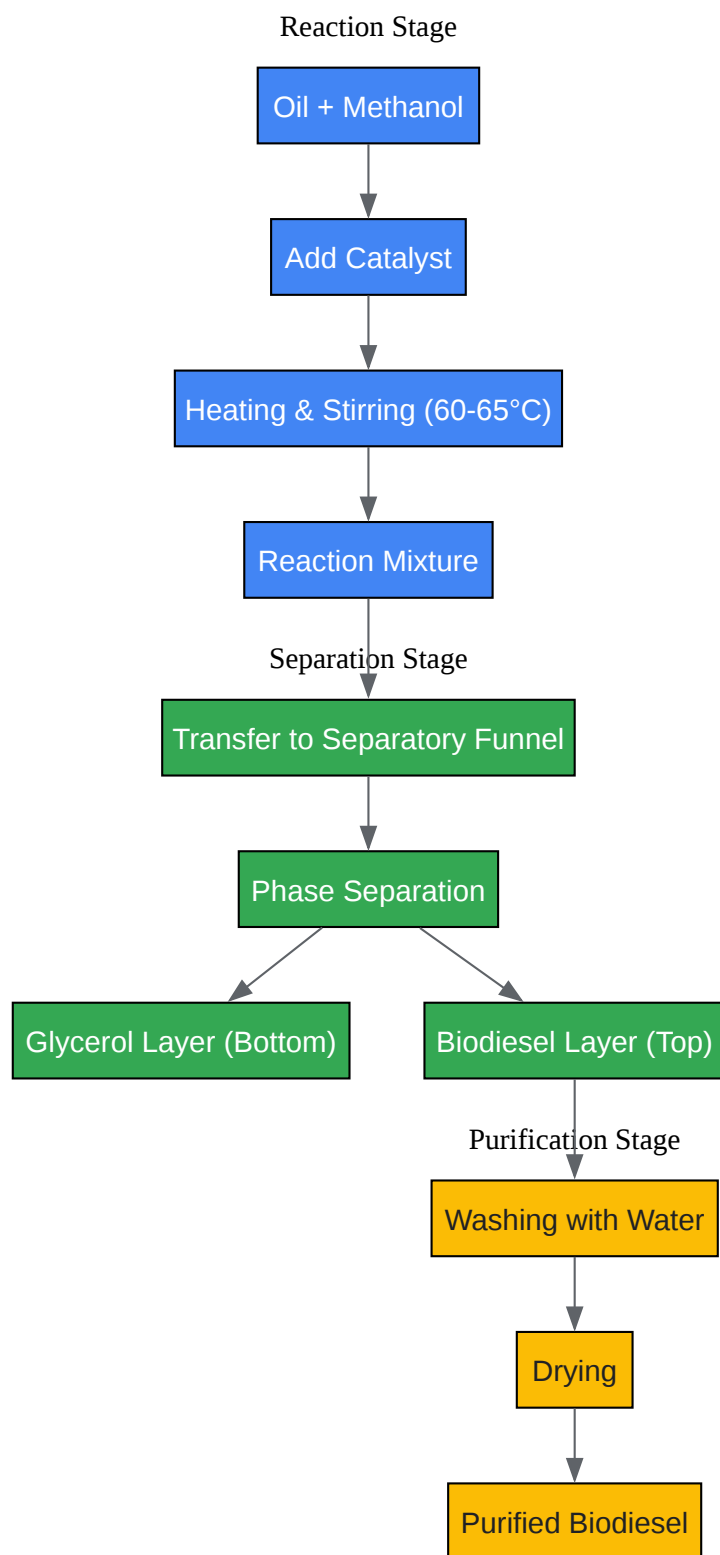 Reaction Stage
Oil + Methanol
Add Catalyst
Heating & Stirring (60-65°C)
Reaction Mixture
Separation Stage
Transfer to Separatory Funnel
Phase Separation
Glycerol Layer (Bottom)
Biodiesel Layer (Top)
Purification Stage
Washing with Water
Drying
Purified Biodiesel